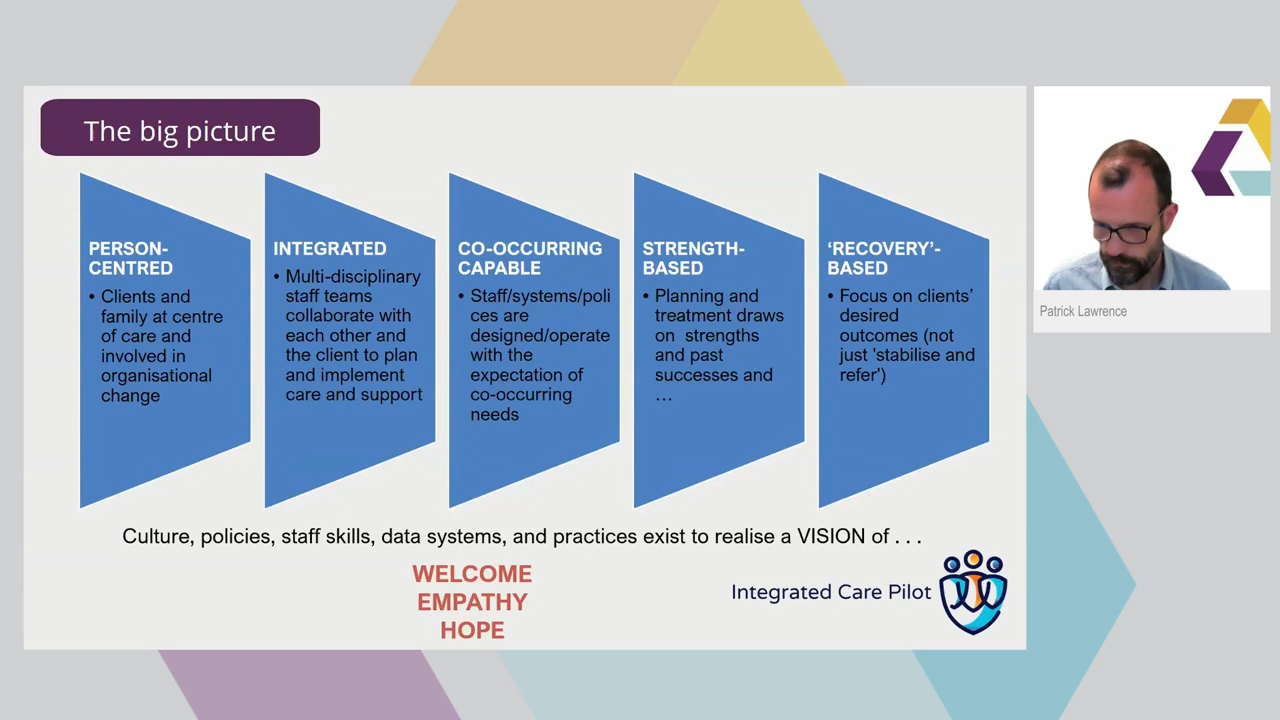 The big picture
PERSON-
CENTRED
• Clients and
family at centre
of care and
involved in
organisational
change
INTEGRATED
• Multi-disciplinary
staff teams
collaborate with
each other and
the client to plan
and implement
care and support
CO-OCCURRING
CAPABLE
• Staff/systems/poli
ces are
designed/operate
with the
expectation of
co-occurring
needs
STRENGTH-
BASED
• Planning and
treatment draws
on strengths
and past
successes and
…
‘RECOVERY’-
BASED
• Focus on clients’
desired
outcomes (not
just 'stabilise and
refer')
Culture, policies, staff skills, data systems, and practices exist to realise a VISION of . . .
WELCOME
EMPATHY
HOPE
Integrated Care Pilot
Patrick Lawrence